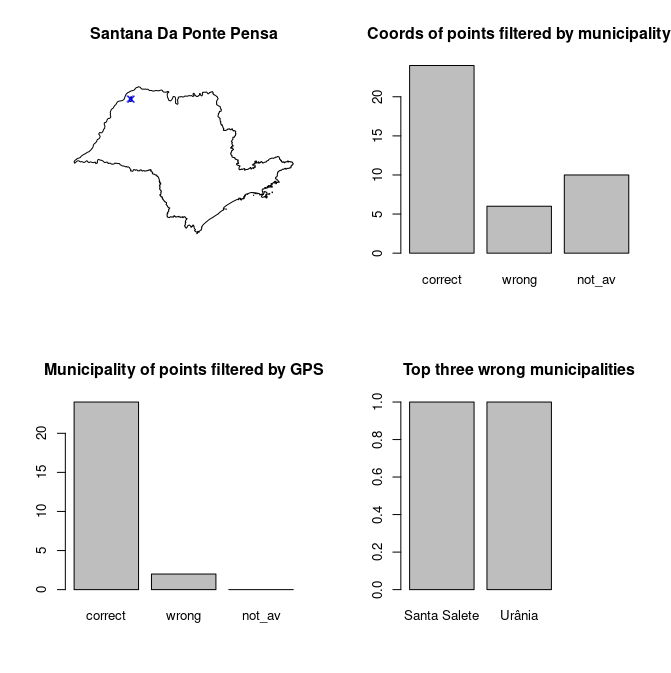 Santana Da Ponte Pensa
Coords of points filtered by municipality
20
15
10
5
0
correct wrong not_av
Municipality of points filtered by GPS
20
15
10
5
0
correct wrong not_av
Top three wrong municipalities
1.0
0.8
0.6
0.4
0.2
0.0
Santa Salete Urânia